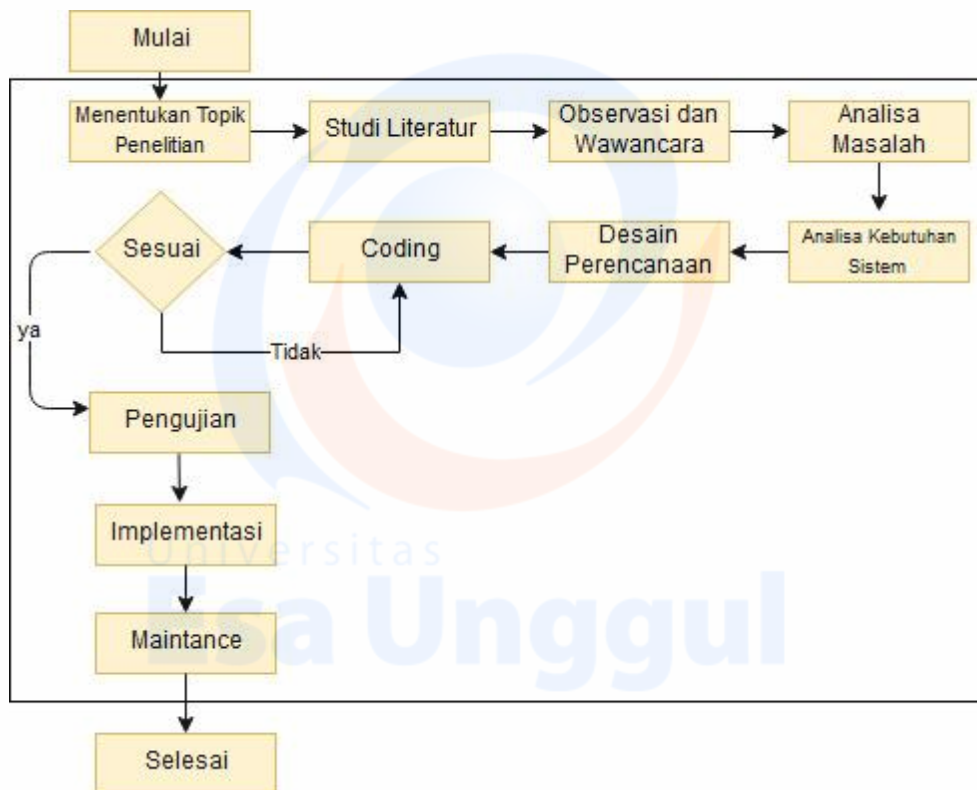 Mulai
Menentukan Topik
Penelitian
Studi Literatur
Observasi dan
Wawancara
Analisa
Masalah
Analisa Kebutuhan
Sistem
Desain
Perencanaan
Coding
Sesuai
Tidak
ya
Pengujian
Implementasi
Universitas
Esa Unggul
Maintance
Selesai